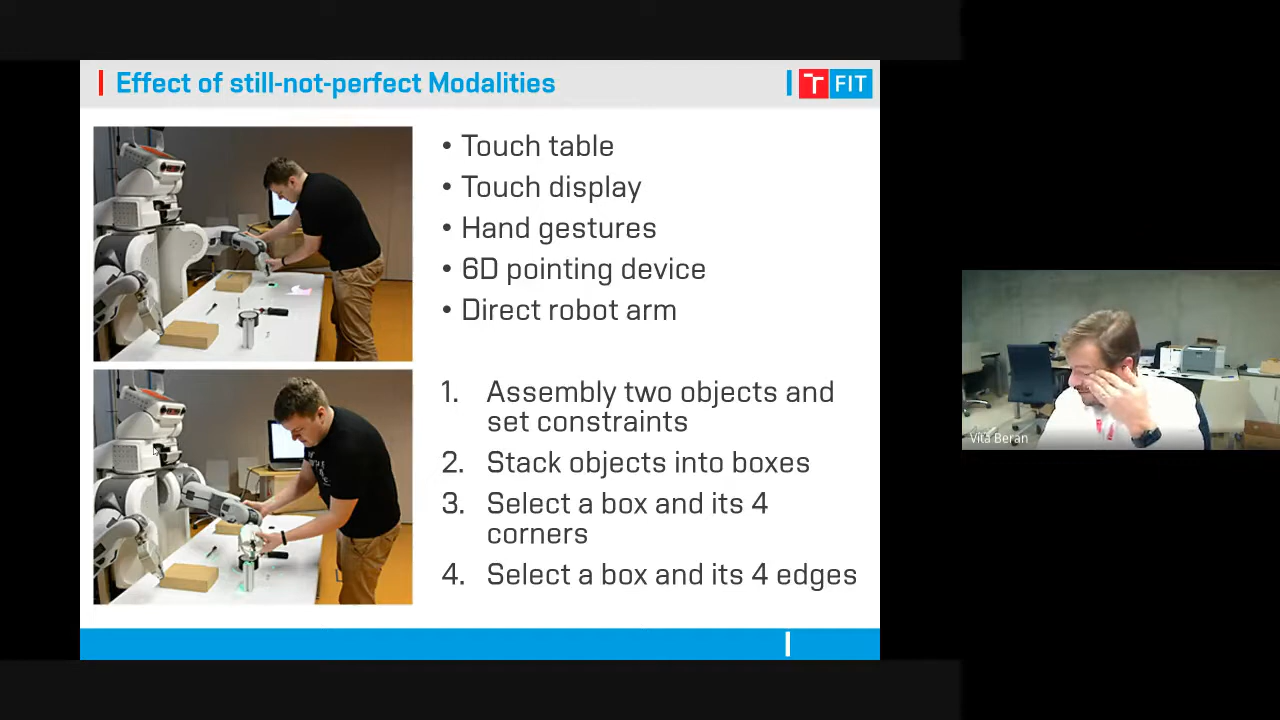 Effect of still-not-perfect Modalities
T FIT
• Touch table
• Touch display
• Hand gestures
• 6D pointing device
• Direct robot arm
1. Assembly two objects and
set constraints
2. Stack objects into boxes
3. Select a box and its 4
corners
4. Select a box and its 4 edges
Vita Beran